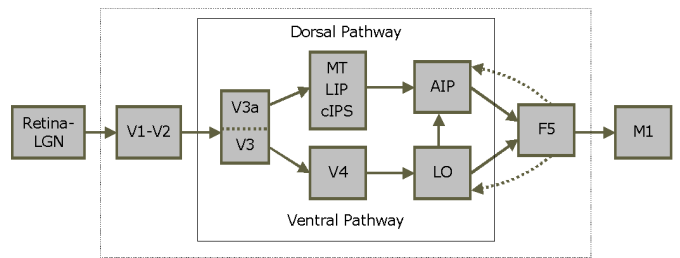 Dorsal Pathway
Retina-
LGN
V1-V2
V3a
V3
MT
LIP
cIPS
AIP
V4
LO
F5
M1
Ventral Pathway